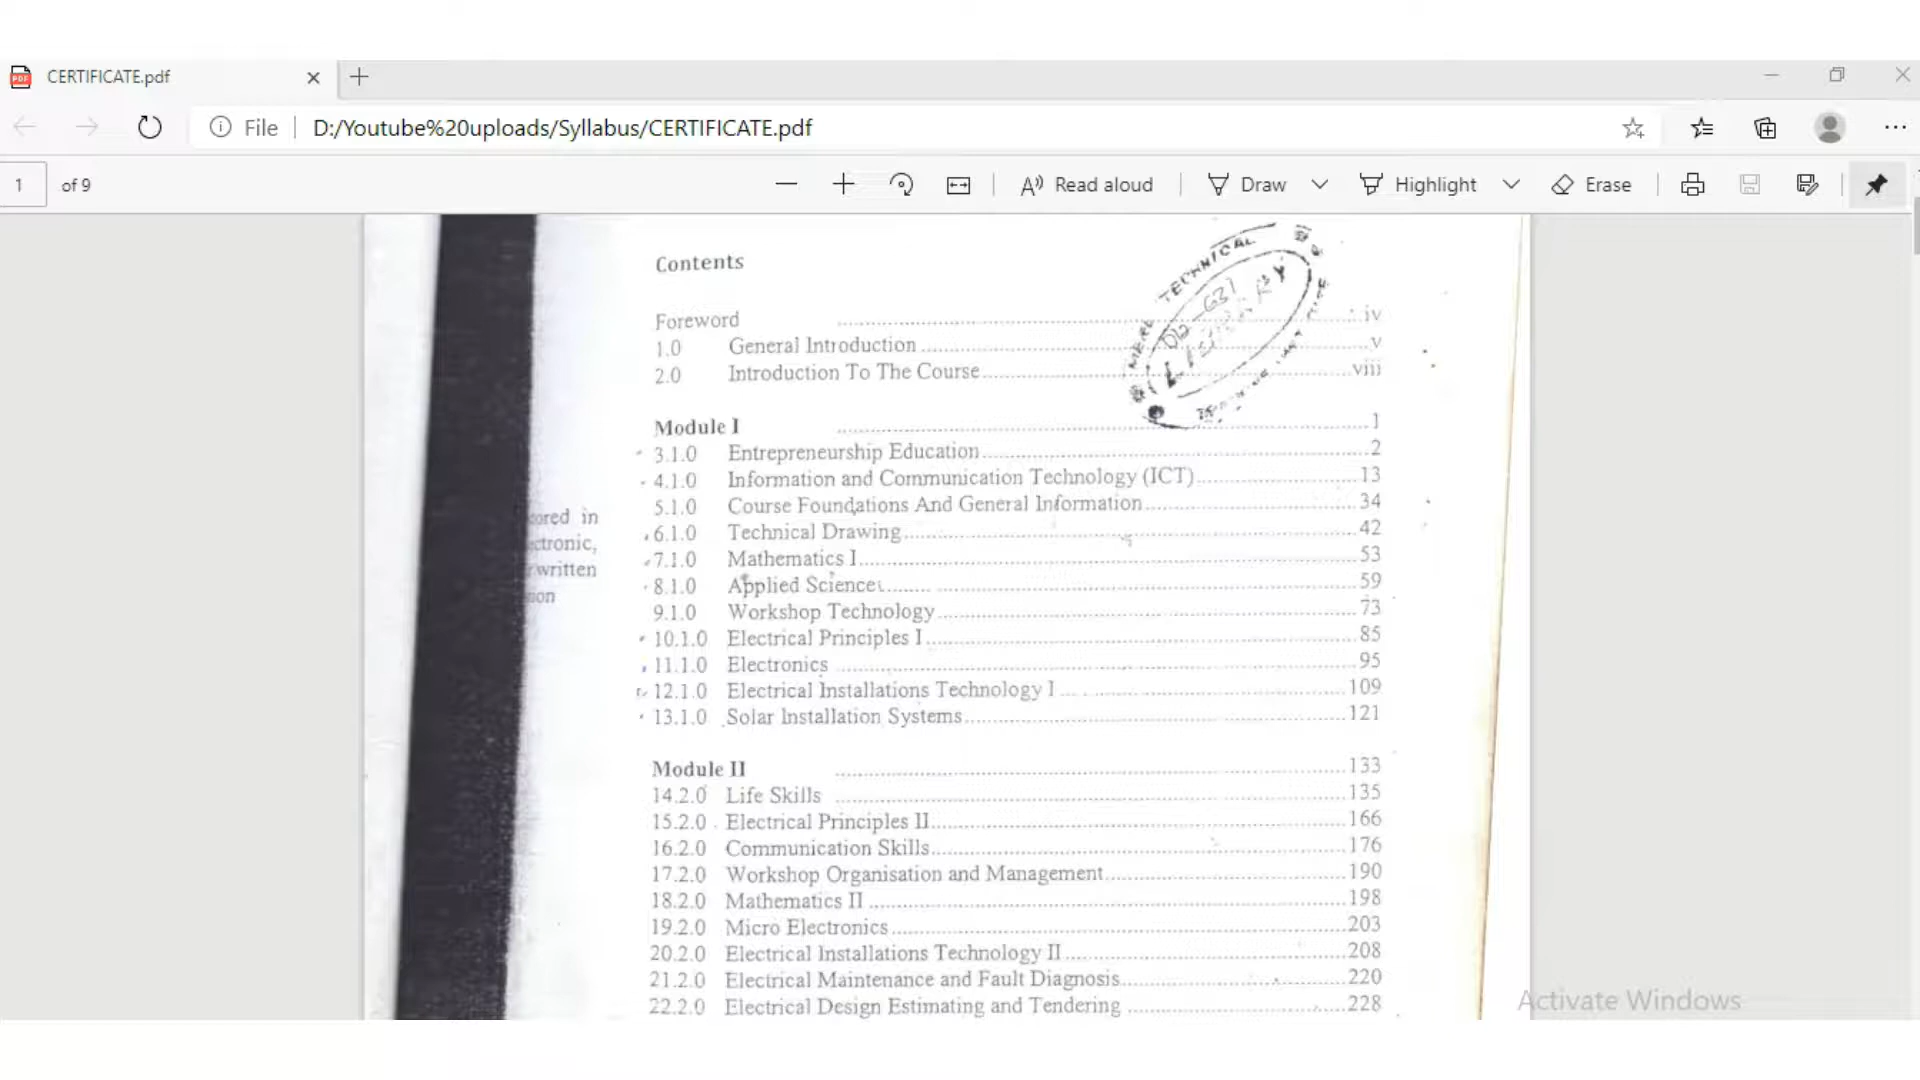 CERTIFICATE.pdf
File D:/Youtube%20uploads/Syllabus/CERTIFICATE.pdf
1 of 9 Read aloud Draw Highlight Erase
Contents
Foreword iv
1.0 General Introduction v
2.0 Introduction To The Course viii
Module I 1
3.1.0 Entrepreneurship Education 2
4.1.0 Information and Communication Technology (ICT) 13
5.1.0 Course Foundations And General Information 34
6.1.0 Technical Drawing 42
7.1.0 Mathematics I 53
8.1.0 Applied Science 59
9.1.0 Workshop Technology 73
10.1.0 Electrical Principles I 85
11.1.0 Electronics 95
12.1.0 Electrical Installations Technology I 109
13.1.0 Solar Installation Systems 121
Module II 133
14.2.0 Life Skills 135
15.2.0 Electrical Principles II 166
16.2.0 Communication Skills 176
17.2.0 Workshop Organisation and Management 190
18.2.0 Mathematics II 198
19.2.0 Micro Electronics 203
20.2.0 Electrical Installations Technology II 208
21.2.0 Electrical Maintenance and Fault Diagnosis 220
22.2.0 Electrical Design Estimating and Tendering 228
in
written
TECHNICAL
LIBRARY
Activate Windows